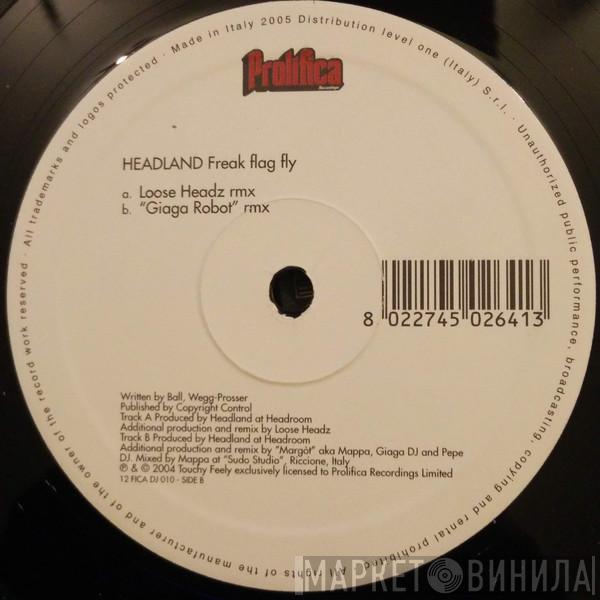 All rights of the manufacturer and of the owner of the record work reserved · All trademarks and logos protected · Made in Italy 2005 Distribution level one (Italy) S.r.l. · Unauthorized public performance, broadcasting, copying and rental prohibited.
Prolifica
Recordings
HEADLAND Freak flag fly
a. Loose Headz rmx
b. "Giaga Robot" rmx
8 022745 026413
Written by Ball, Wegg-Prosser
Published by Copyright Control
Track A Produced by Headland at Headroom
Additional production and remix by Loose Headz
Track B Produced by Headland at Headroom
Additional production and remix by "Margòt" aka Mappa, Giaga DJ and Pepe
DJ. Mixed by Mappa at "Sudo Studio", Riccione, Italy
℗ & © 2004 Touchy Feely exclusively licensed to Prolifica Recordings Limited
12 FICA DJ 010 - SIDE B
МАРКЕТ ВИНИЛА